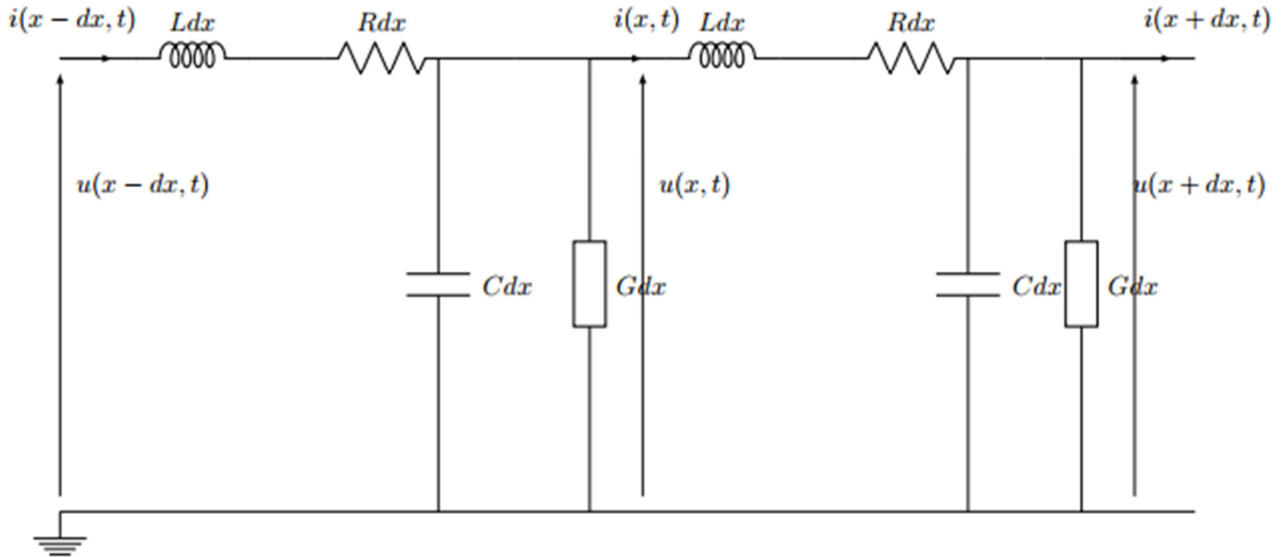 i(x − dx, t) Ldx Rdx i(x, t) Ldx Rdx i(x + dx, t)
u(x − dx, t) u(x, t) u(x + dx, t)
Cdx Gdx Cdx Gdx